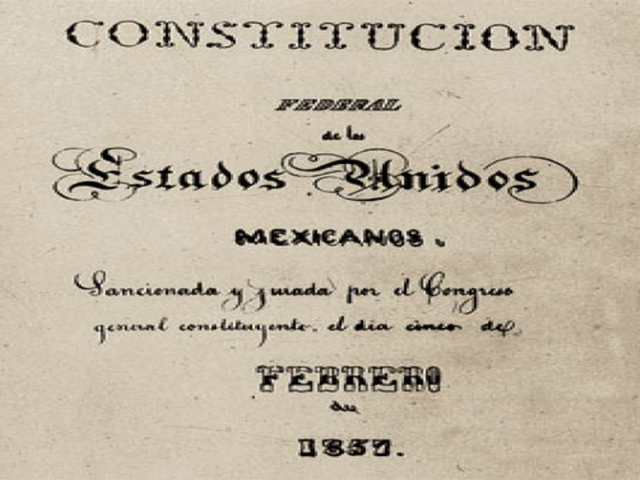 CONSTITUCION
FEDERAL
de los
Estados Unidos
MEXICANOS.
Sancionada y jurada por el Congreso
general constituyente, el dia cinco de
FEBRERO
de
1857.